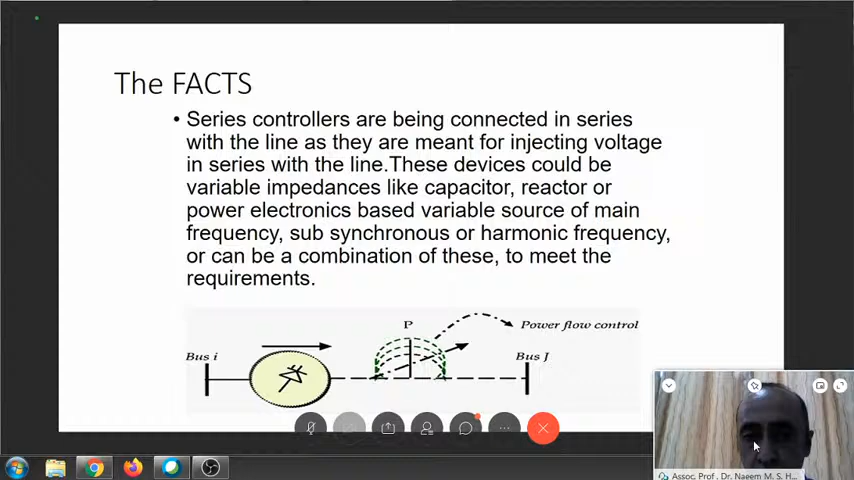 The FACTS
• Series controllers are being connected in series
with the line as they are meant for injecting voltage
in series with the line.These devices could be
variable impedances like capacitor, reactor or
power electronics based variable source of main
frequency, sub synchronous or harmonic frequency,
or can be a combination of these, to meet the
requirements.
P
Power flow control
Bus i
Bus J
Assoc. Prof. Dr. Naeem M. S. H...